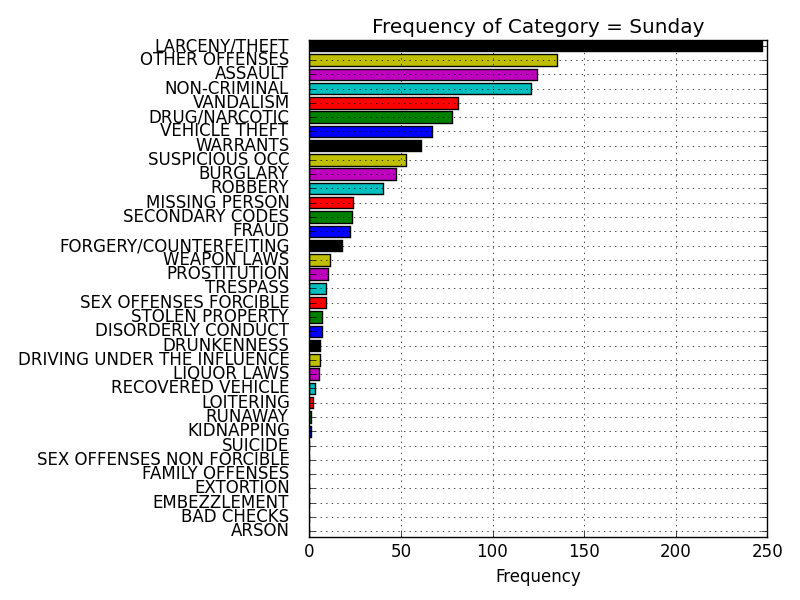 Frequency of Category = Sunday
LARCENY/THEFT
OTHER OFFENSES
ASSAULT
NON-CRIMINAL
VANDALISM
DRUG/NARCOTIC
VEHICLE THEFT
WARRANTS
SUSPICIOUS OCC
BURGLARY
ROBBERY
MISSING PERSON
SECONDARY CODES
FRAUD
FORGERY/COUNTERFEITING
WEAPON LAWS
PROSTITUTION
TRESPASS
SEX OFFENSES FORCIBLE
STOLEN PROPERTY
DISORDERLY CONDUCT
DRUNKENNESS
DRIVING UNDER THE INFLUENCE
LIQUOR LAWS
RECOVERED VEHICLE
LOITERING
RUNAWAY
KIDNAPPING
SUICIDE
SEX OFFENSES NON FORCIBLE
FAMILY OFFENSES
EXTORTION
EMBEZZLEMENT
BAD CHECKS
ARSON
0 50 100 150 200 250
Frequency